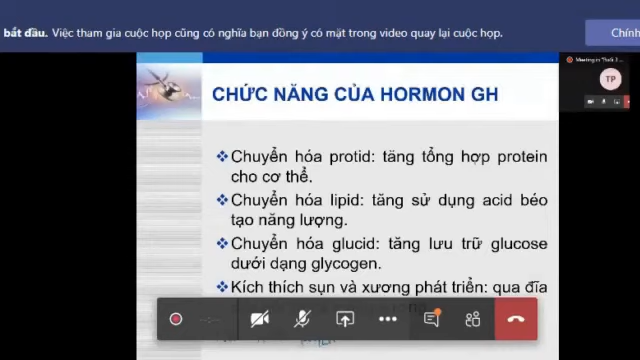 bắt đầu. Việc tham gia cuộc họp cũng có nghĩa bạn đồng ý có mặt trong video quay lại cuộc họp.
Chính
TP
CHỨC NĂNG CỦA HORMON GH
Chuyển hóa protid: tăng tổng hợp protein
cho cơ thể.
Chuyển hóa lipid: tăng sử dụng acid béo
tạo năng lượng.
Chuyển hóa glucid: tăng lưu trữ glucose
dưới dạng glycogen.
Kích thích sụn và xương phát triển: qua đĩa